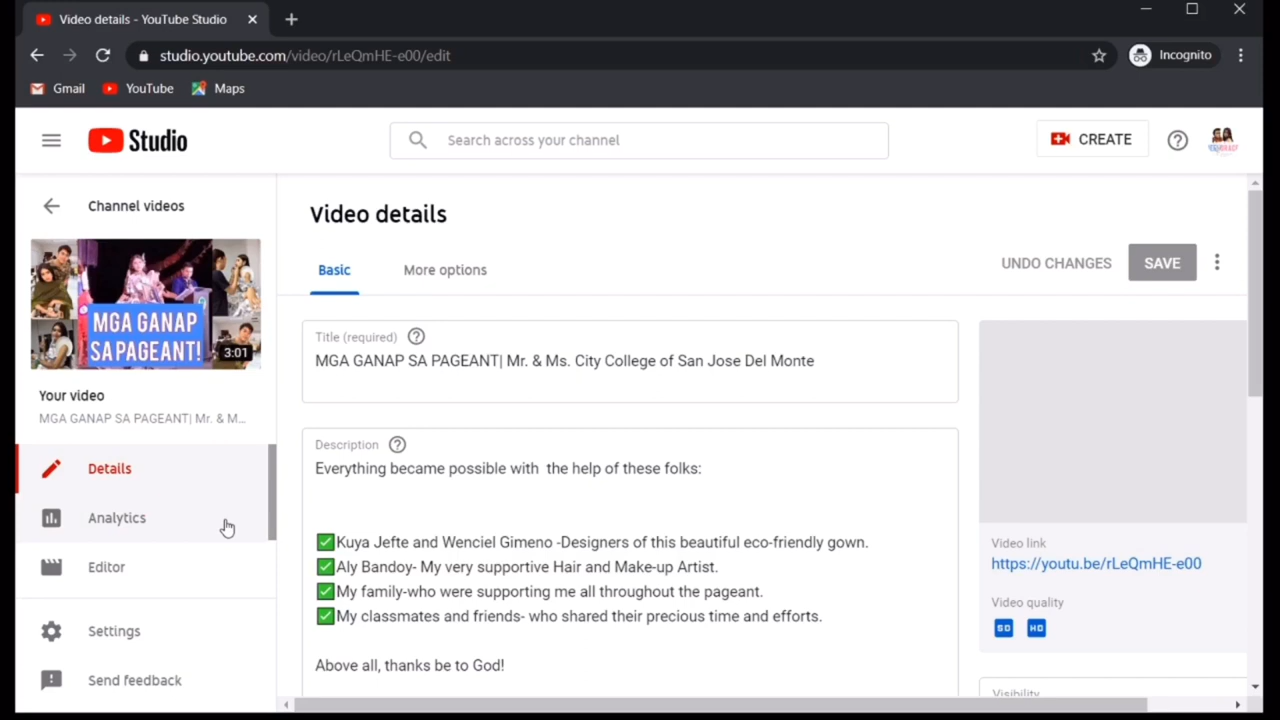 Video details - YouTube Studio
studio.youtube.com/video/rLeQmHE-e00/edit
Incognito
Gmail
YouTube
Maps
Studio
Search across your channel
CREATE
Channel videos
MGA GANAP
SA PAGEANT!
3:01
Your video
MGA GANAP SA PAGEANT| Mr. & M...
Details
Analytics
Editor
Settings
Send feedback
Video details
Basic
More options
UNDO CHANGES
SAVE
Title (required)
MGA GANAP SA PAGEANT| Mr. & Ms. City College of San Jose Del Monte
Description
Everything became possible with  the help of these folks:
✅Kuya Jefte and Wenciel Gimeno -Designers of this beautiful eco-friendly gown.
✅Aly Bandoy- My very supportive Hair and Make-up Artist.
✅My family-who were supporting me all throughout the pageant.
✅My classmates and friends- who shared their precious time and efforts.
Above all, thanks be to God!
Video link
https://youtu.be/rLeQmHE-e00
Video quality
SD
HD
Visibility